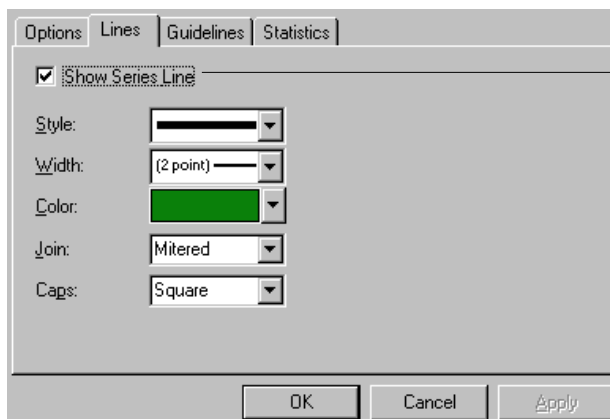 Options Lines Guidelines Statistics
Show Series Line
Style:
Width: (2 point)
Color:
Join: Mitered
Caps: Square
OK Cancel Apply